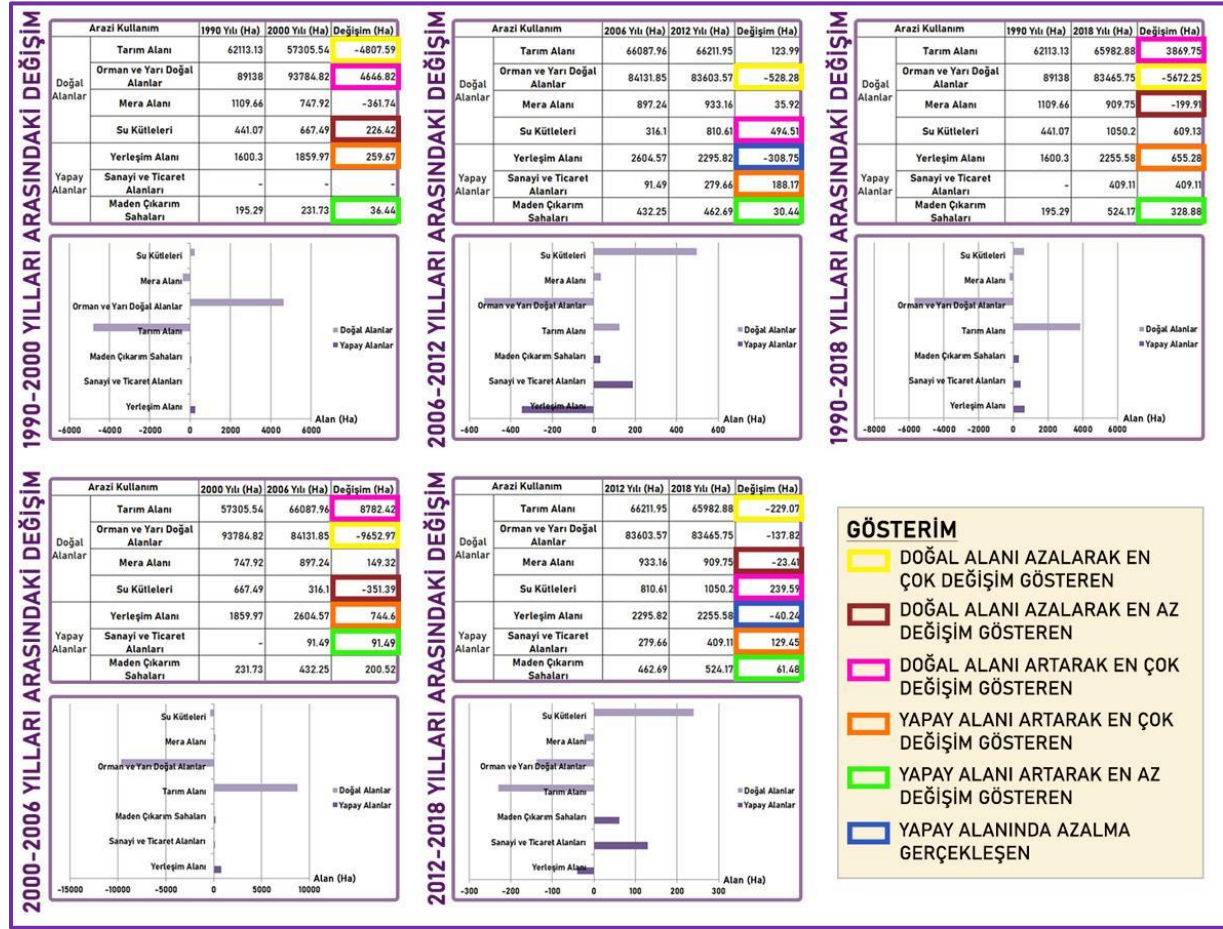 1990-2000 YILLARI ARASINDAKİ DEĞİŞİM
Arazi Kullanım 1990 Yılı (Ha) 2000 Yılı (Ha) Değişim (Ha)
Doğal Alanlar
Tarım Alanı 62113.13 57305.54 -4807.59
Orman ve Yarı Doğal Alanlar 89138 93784.82 4646.82
Mera Alanı 1109.66 747.92 -361.74
Su Kütleleri 441.07 667.49 226.42
Yapay Alanlar
Yerleşim Alanı 1600.3 1859.97 259.67
Sanayi ve Ticaret Alanları - - -
Maden Çıkarım Sahaları 195.29 231.73 36.44
Su Kütleleri
Mera Alanı
Orman ve Yarı Doğal Alanlar
Tarım Alanı
Maden Çıkarım Sahaları
Sanayi ve Ticaret Alanları
Yerleşim Alanı
Doğal Alanlar
Yapay Alanlar
Alan (Ha)
-6000 -4000 -2000 0 2000 4000 6000
2006-2012 YILLARI ARASINDAKİ DEĞİŞİM
Arazi Kullanım 2006 Yılı (Ha) 2012 Yılı (Ha) Değişim (Ha)
Doğal Alanlar
Tarım Alanı 66087.96 66211.95 123.99
Orman ve Yarı Doğal Alanlar 84131.85 83603.57 -528.28
Mera Alanı 897.24 933.16 35.92
Su Kütleleri 316.1 810.61 494.51
Yapay Alanlar
Yerleşim Alanı 2604.57 2295.82 -308.75
Sanayi ve Ticaret Alanları 91.49 279.66 188.17
Maden Çıkarım Sahaları 432.25 462.69 30.44
Su Kütleleri
Mera Alanı
Orman ve Yarı Doğal Alanlar
Tarım Alanı
Maden Çıkarım Sahaları
Sanayi ve Ticaret Alanları
Yerleşim Alanı
Doğal Alanlar
Yapay Alanlar
Alan (Ha)
-600 -400 -200 0 200 400 600
1990-2018 YILLARI ARASINDAKİ DEĞİŞİM
Arazi Kullanım 1990 Yılı (Ha) 2018 Yılı (Ha) Değişim (Ha)
Doğal Alanlar
Tarım Alanı 62113.13 65982.88 3869.75
Orman ve Yarı Doğal Alanlar 89138 83465.75 -5672.25
Mera Alanı 1109.66 909.75 -199.91
Su Kütleleri 441.07 1050.2 609.13
Yapay Alanlar
Yerleşim Alanı 1600.3 2255.58 655.28
Sanayi ve Ticaret Alanları - 409.11 409.11
Maden Çıkarım Sahaları 195.29 524.17 328.88
Su Kütleleri
Mera Alanı
Orman ve Yarı Doğal Alanlar
Tarım Alanı
Maden Çıkarım Sahaları
Sanayi ve Ticaret Alanları
Yerleşim Alanı
Doğal Alanlar
Yapay Alanlar
Alan (Ha)
-8000 -6000 -4000 -2000 0 2000 4000 6000
2000-2006 YILLARI ARASINDAKİ DEĞİŞİM
Arazi Kullanım 2000 Yılı (Ha) 2006 Yılı (Ha) Değişim (Ha)
Doğal Alanlar
Tarım Alanı 57305.54 66087.96 8782.42
Orman ve Yarı Doğal Alanlar 93784.82 84131.85 -9652.97
Mera Alanı 747.92 897.24 149.32
Su Kütleleri 667.49 316.1 -351.39
Yapay Alanlar
Yerleşim Alanı 1859.97 2604.57 744.6
Sanayi ve Ticaret Alanları - 91.49 91.49
Maden Çıkarım Sahaları 231.73 432.25 200.52
Su Kütleleri
Mera Alanı
Orman ve Yarı Doğal Alanlar
Tarım Alanı
Maden Çıkarım Sahaları
Sanayi ve Ticaret Alanları
Yerleşim Alanı
Doğal Alanlar
Yapay Alanlar
Alan (Ha)
-15000 -10000 -5000 0 5000 10000
2012-2018 YILLARI ARASINDAKİ DEĞİŞİM
Arazi Kullanım 2012 Yılı (Ha) 2018 Yılı (Ha) Değişim (Ha)
Doğal Alanlar
Tarım Alanı 66211.95 65982.88 -229.07
Orman ve Yarı Doğal Alanlar 83603.57 83465.75 -137.82
Mera Alanı 933.16 909.75 -23.41
Su Kütleleri 810.61 1050.2 239.59
Yapay Alanlar
Yerleşim Alanı 2295.82 2255.58 -40.24
Sanayi ve Ticaret Alanları 279.66 409.11 129.45
Maden Çıkarım Sahaları 462.69 524.17 61.48
Su Kütleleri
Mera Alanı
Orman ve Yarı Doğal Alanlar
Tarım Alanı
Maden Çıkarım Sahaları
Sanayi ve Ticaret Alanları
Yerleşim Alanı
Doğal Alanlar
Yapay Alanlar
Alan (Ha)
-300 -200 -100 0 100 200 300
GÖSTERİM
DOĞAL ALANI AZALARAK EN
ÇOK DEĞİŞİM GÖSTEREN
DOĞAL ALANI AZALARAK EN AZ
DEĞİŞİM GÖSTEREN
DOĞAL ALANI ARTARAK EN ÇOK
DEĞİŞİM GÖSTEREN
YAPAY ALANI ARTARAK EN ÇOK
DEĞİŞİM GÖSTEREN
YAPAY ALANI ARTARAK EN AZ
DEĞİŞİM GÖSTEREN
YAPAY ALANINDA AZALMA
GERÇEKLEŞEN